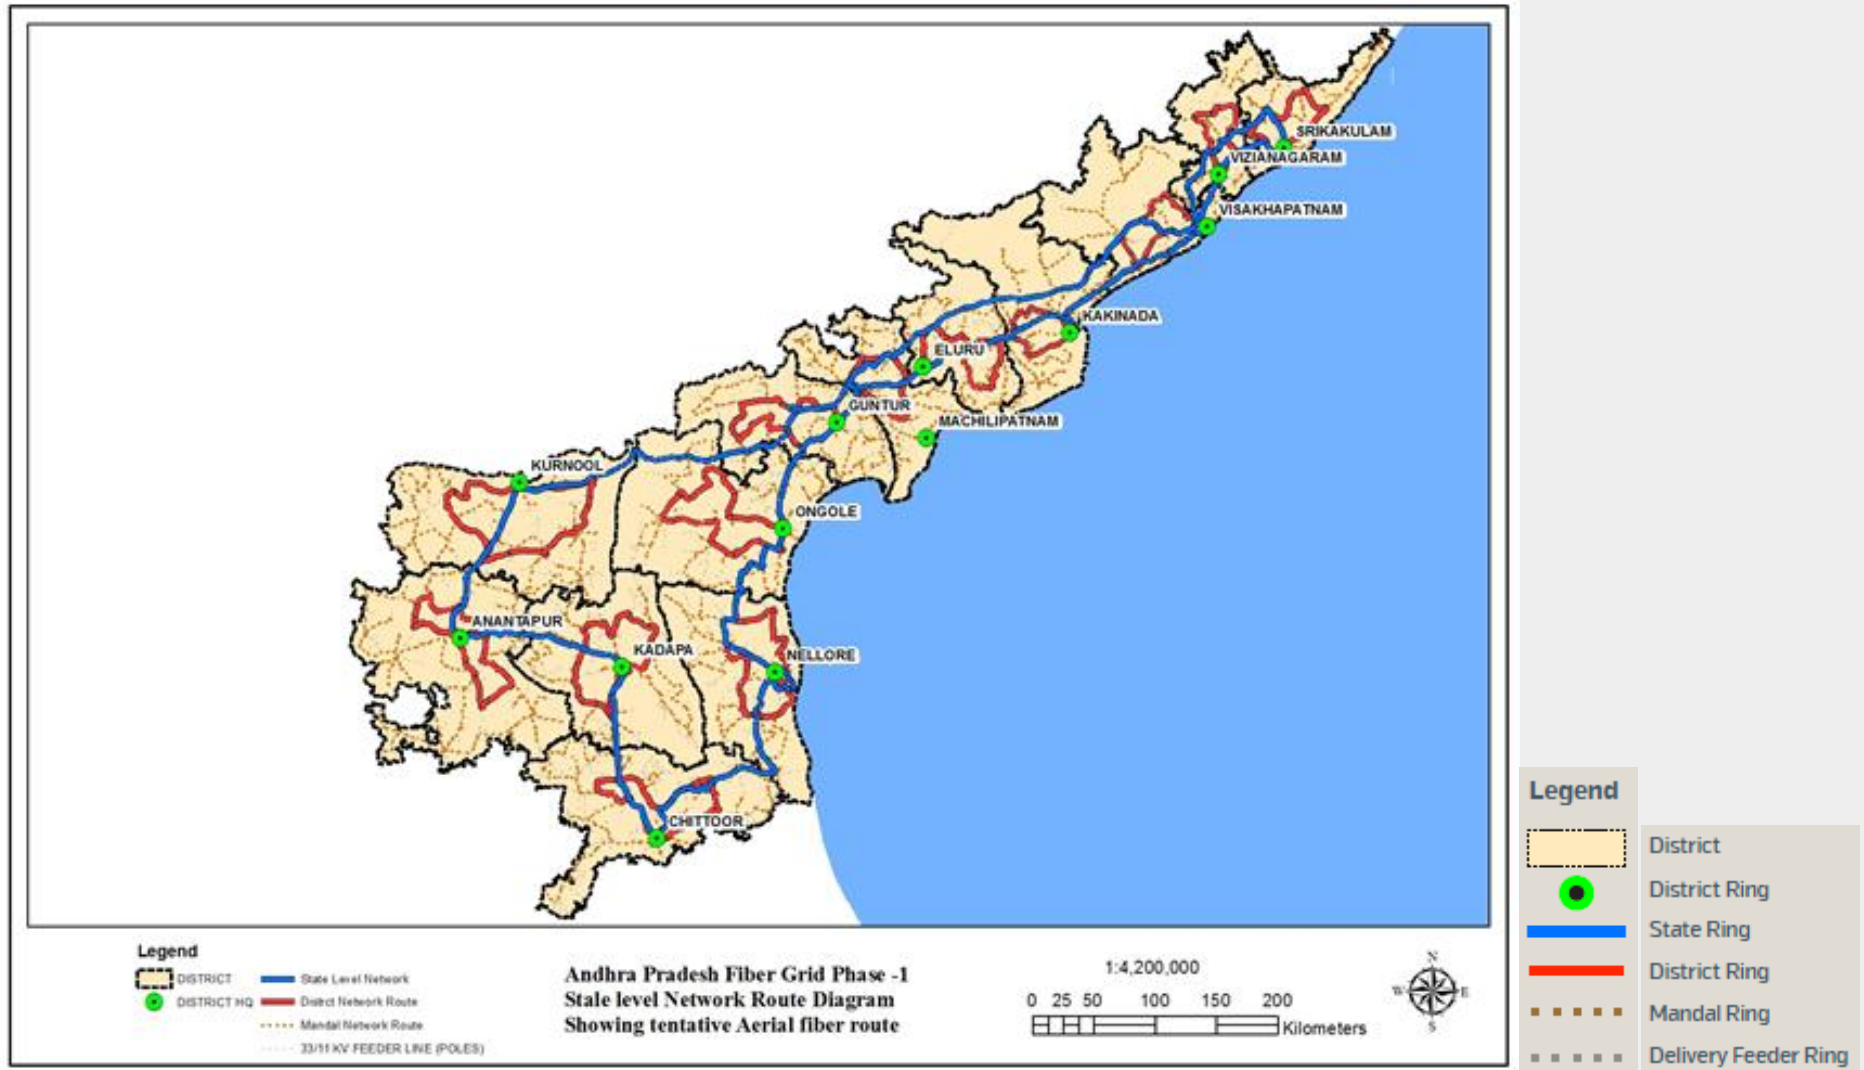 SRIKAKULAM
VIZIANAGARAM
VISAKHAPATNAM
KAKINADA
ELURU
GUNTUR
MACHILIPATNAM
KURNOOL
ONGOLE
ANANTAPUR
KADAPA
NELLORE
CHITTOOR
Legend
DISTRICT
DISTRICT HQ
State Level Network
District Network Route
Mandal Network Route
33/11 KV FEEDER LINE (POLES)
Andhra Pradesh Fiber Grid Phase -1
Stale level Network Route Diagram
Showing tentative Aerial fiber route
1:4,200,000
0 25 50 100 150 200
Kilometers
N
W E
S
Legend
District
District Ring
State Ring
District Ring
Mandal Ring
Delivery Feeder Ring